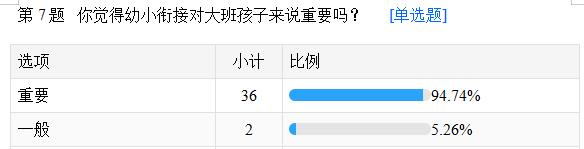 第 7 题 你觉得幼小衔接对大班孩子来说重要吗？ [单选题]
选项 小计 比例
重要 36 94.74%
一般 2 5.26%